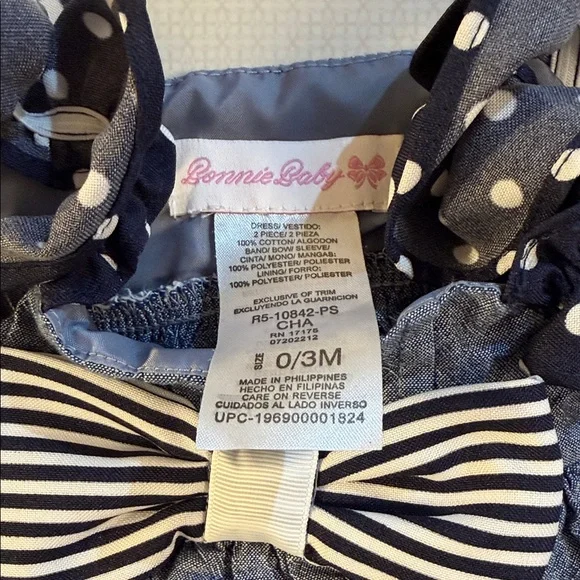 Bonnie Baby
DRESS/ VESTIDO:
2 PIECE/ 2 PIEZA
100% COTTON/ ALGODON
BAND/ BOW SLEEVE/
CINTA/ MONO/ MANGAS:
100% POLYESTER/ POLIESTER
LINING/ FORRO:
100% POLYESTER/ POLIESTER
EXCLUSIVE OF TRIM
EXCLUYENDO LA GUARNICION
R5-10842-PS
CHA
RN 17175
07202212
SIZE 0/3M
MADE IN PHILIPPINES
HECHO EN FILIPINAS
CARE ON REVERSE
CUIDADOS AL LADO INVERSO
UPC-196900001824